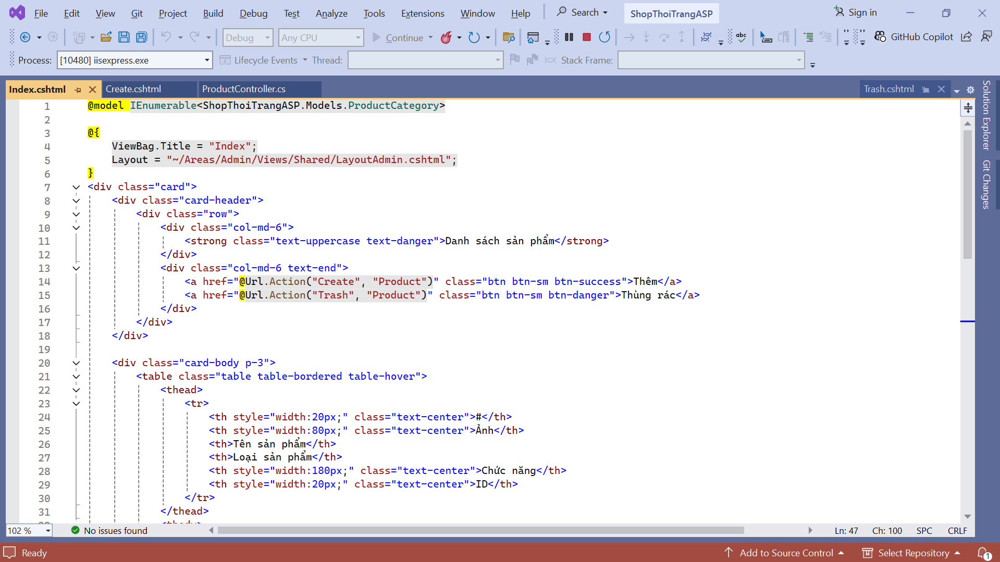 File Edit View Git Project Build Debug Test Analyze Tools Extensions Window Help Search ShopThoiTrangASP Sign in
Debug Any CPU Continue abc GitHub Copilot
Process: [10480] iisexpress.exe Lifecycle Events Thread: Stack Frame:
Index.cshtml Create.cshtml ProductController.cs Trash.cshtml
1 @model IEnumerable<ShopThoiTrangASP.Models.ProductCategory>
2
3 @{
4 ViewBag.Title = "Index";
5 Layout = "~/Areas/Admin/Views/Shared/LayoutAdmin.cshtml";
6 }
7 <div class="card">
8 <div class="card-header">
9 <div class="row">
10 <div class="col-md-6">
11 <strong class="text-uppercase text-danger">Danh sách sản phẩm</strong>
12 </div>
13 <div class="col-md-6 text-end">
14 <a href="@Url.Action("Create", "Product")" class="btn btn-sm btn-success">Thêm</a>
15 <a href="@Url.Action("Trash", "Product")" class="btn btn-sm btn-danger">Thùng rác</a>
16 </div>
17 </div>
18 </div>
19
20 <div class="card-body p-3">
21 <table class="table table-bordered table-hover">
22 <thead>
23 <tr>
24 <th style="width:20px;" class="text-center">#</th>
25 <th style="width:80px;" class="text-center">Ảnh</th>
26 <th>Tên sản phẩm</th>
27 <th>Loại sản phẩm</th>
28 <th style="width:180px;" class="text-center">Chức năng</th>
29 <th style="width:20px;" class="text-center">ID</th>
30 </tr>
31 </thead>
Solution Explorer
Git Changes
102 % No issues found Ln: 47 Ch: 100 SPC CRLF
Ready Add to Source Control Select Repository 1